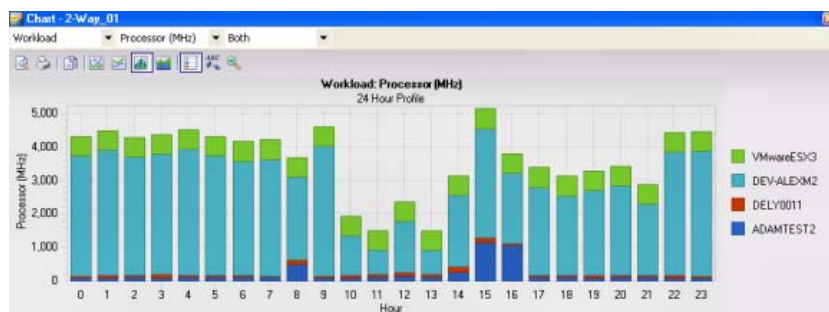 Chart - 2-Way_01
Workload Processor (MHz) Both
ABC
Workload: Processor(MHz)
24 Hour Profile
Processor (MHz)
5,000
4,000
3,000
2,000
1,000
0
0 1 2 3 4 5 6 7 8 9 10 11 12 13 14 15 16 17 18 19 20 21 22 23
Hour
VMwareESX3
DEV-ALEXM2
DELY0011
ADAMTEST2